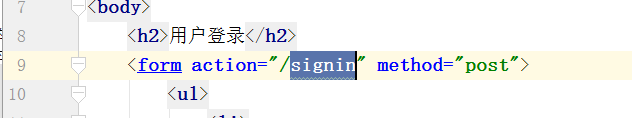 7 <body>
8 <h2>用户登录</h2>
9 <form action="/signin" method="post">
10 <ul>